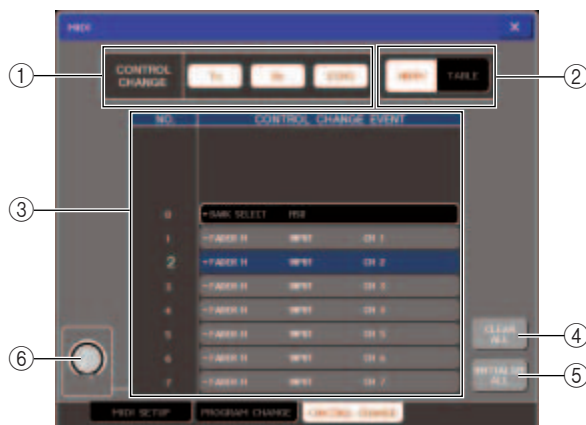 MIDI
×
① CONTROL CHANGE Tx Rx ECHO
② NRPN TABLE
NO. CONTROL CHANGE EVENT
③
0 BANK SELECT MSB
1 FADER H INPUT CH 1
2 FADER H INPUT CH 2
3 FADER H INPUT CH 3
4 FADER H INPUT CH 4
5 FADER H INPUT CH 5
6 FADER H INPUT CH 6
7 FADER H INPUT CH 7
④ CLEAR ALL
⑤ INITIALIZE ALL
⑥
MIDI SETUP PROGRAM CHANGE CONTROL CHANGE